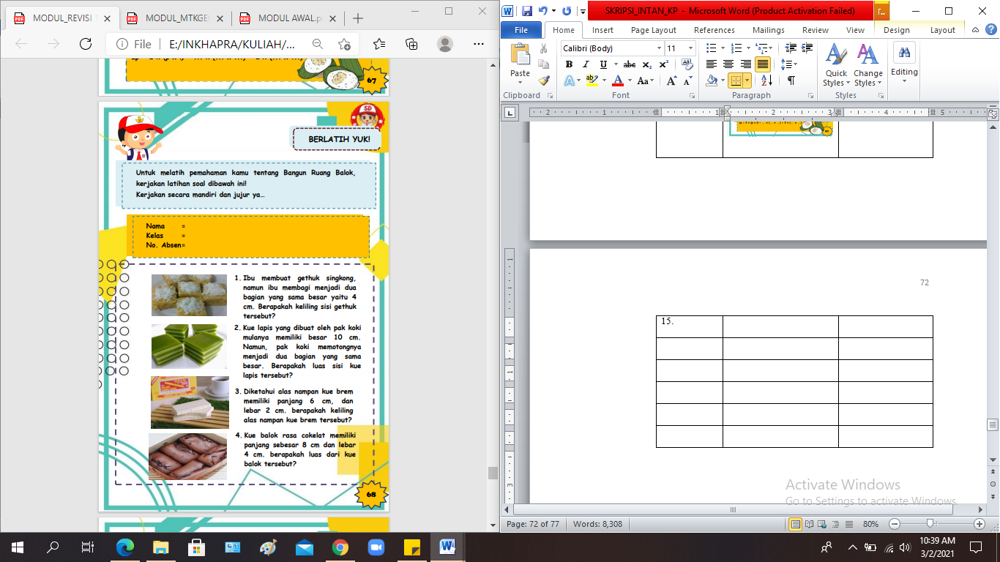 MODUL_REVISI
MODUL_MTKGE
MODUL AWAL.p
File
E:/INKHAPRA/KULIAH/...
67
SD
BERLATIH YUK!
Untuk melatih pemahaman kamu tentang Bangun Ruang Balok,
kerjakan latihan soal dibawah ini!
Kerjakan secara mandiri dan jujur ya...
Nama =
Kelas =
No. Absen=
1. Ibu membuat gethuk singkong,
namun ibu membagi menjadi dua
bagian yang sama besar yaitu 4
cm. Berapakah keliling sisi gethuk
tersebut?
2. Kue lapis yang dibuat oleh pak koki
mulanya memiliki besar 10 cm.
Namun, pak koki memotongnya
menjadi dua bagian yang sama
besar. Berapakah luas sisi kue
lapis tersebut?
3. Diketahui alas nampan kue brem
memiliki panjang 6 cm, dan
lebar 2 cm. berapakah keliling
alas nampan kue brem tersebut?
4. Kue balok rasa cokelat memiliki
panjang sebesar 8 cm dan lebar
4 cm. berapakah luas dari kue
balok tersebut?
68
SKRIPSI_INTAN_KP - Microsoft Word (Product Activation Failed)
File Home Insert Page Layout References Mailings Review View Design Layout
Calibri (Body) 11
Paste
Quick Styles
Change Styles
Editing
Clipboard Font Paragraph Styles
2 1 1 2 3 4 5
72
15.
Activate Windows
Go to Settings to activate Windows.
Page: 72 of 77 Words: 8,308 80%
10:39 AM
3/2/2021